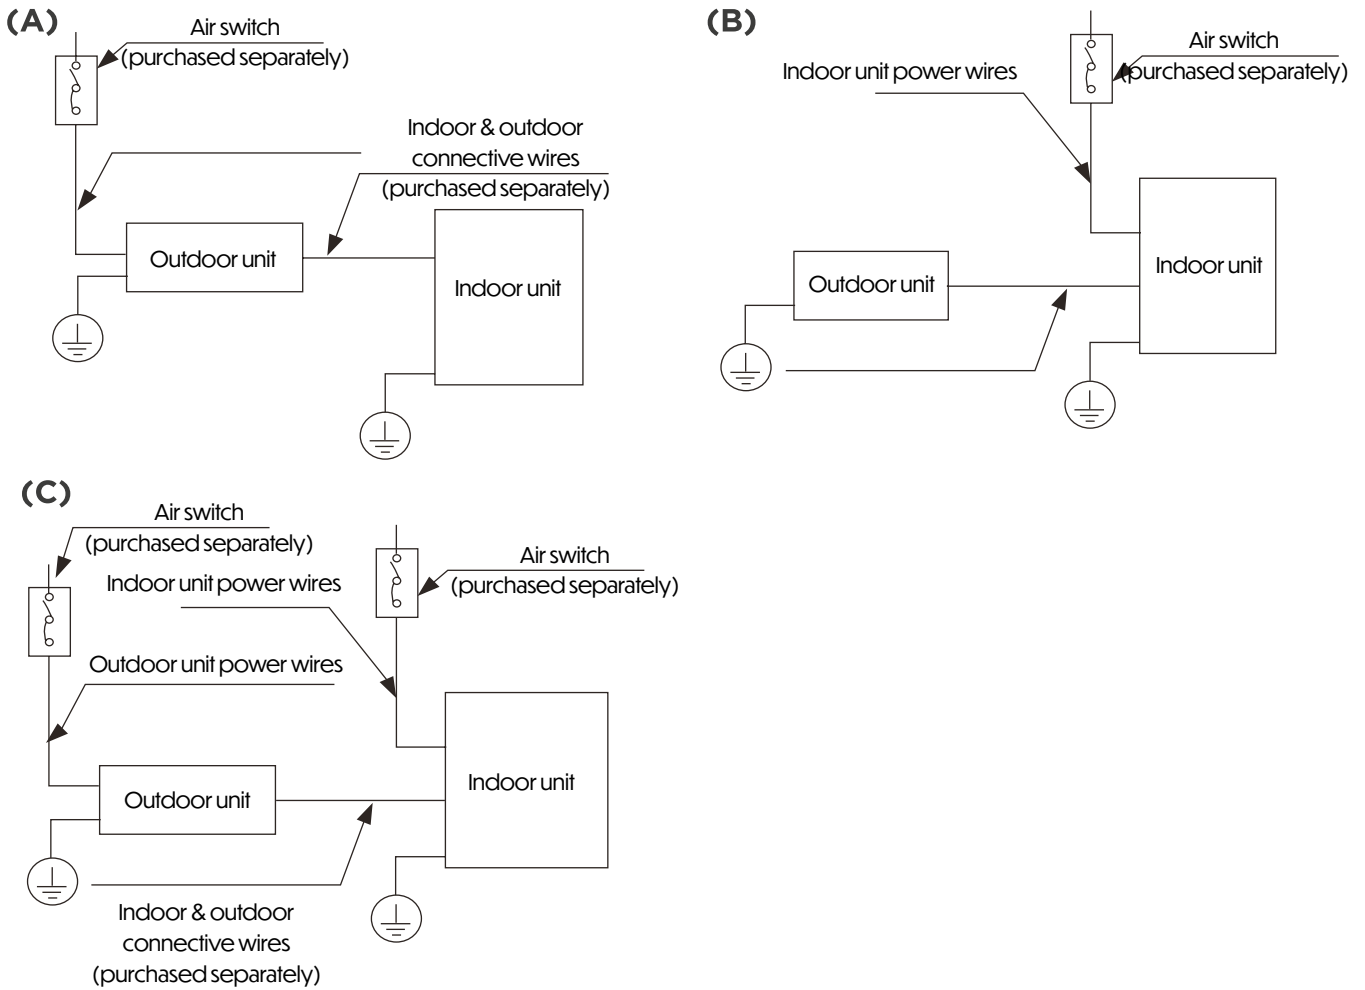 (A)
Air switch
(purchased separately)
Indoor & outdoor
connective wires
(purchased separately)
Outdoor unit
Indoor unit
(B)
Air switch
(purchased separately)
Indoor unit power wires
Outdoor unit
Indoor unit
(C)
Air switch
(purchased separately)
Air switch
(purchased separately)
Indoor unit power wires
Outdoor unit power wires
Outdoor unit
Indoor unit
Indoor & outdoor
connective wires
(purchased separately)